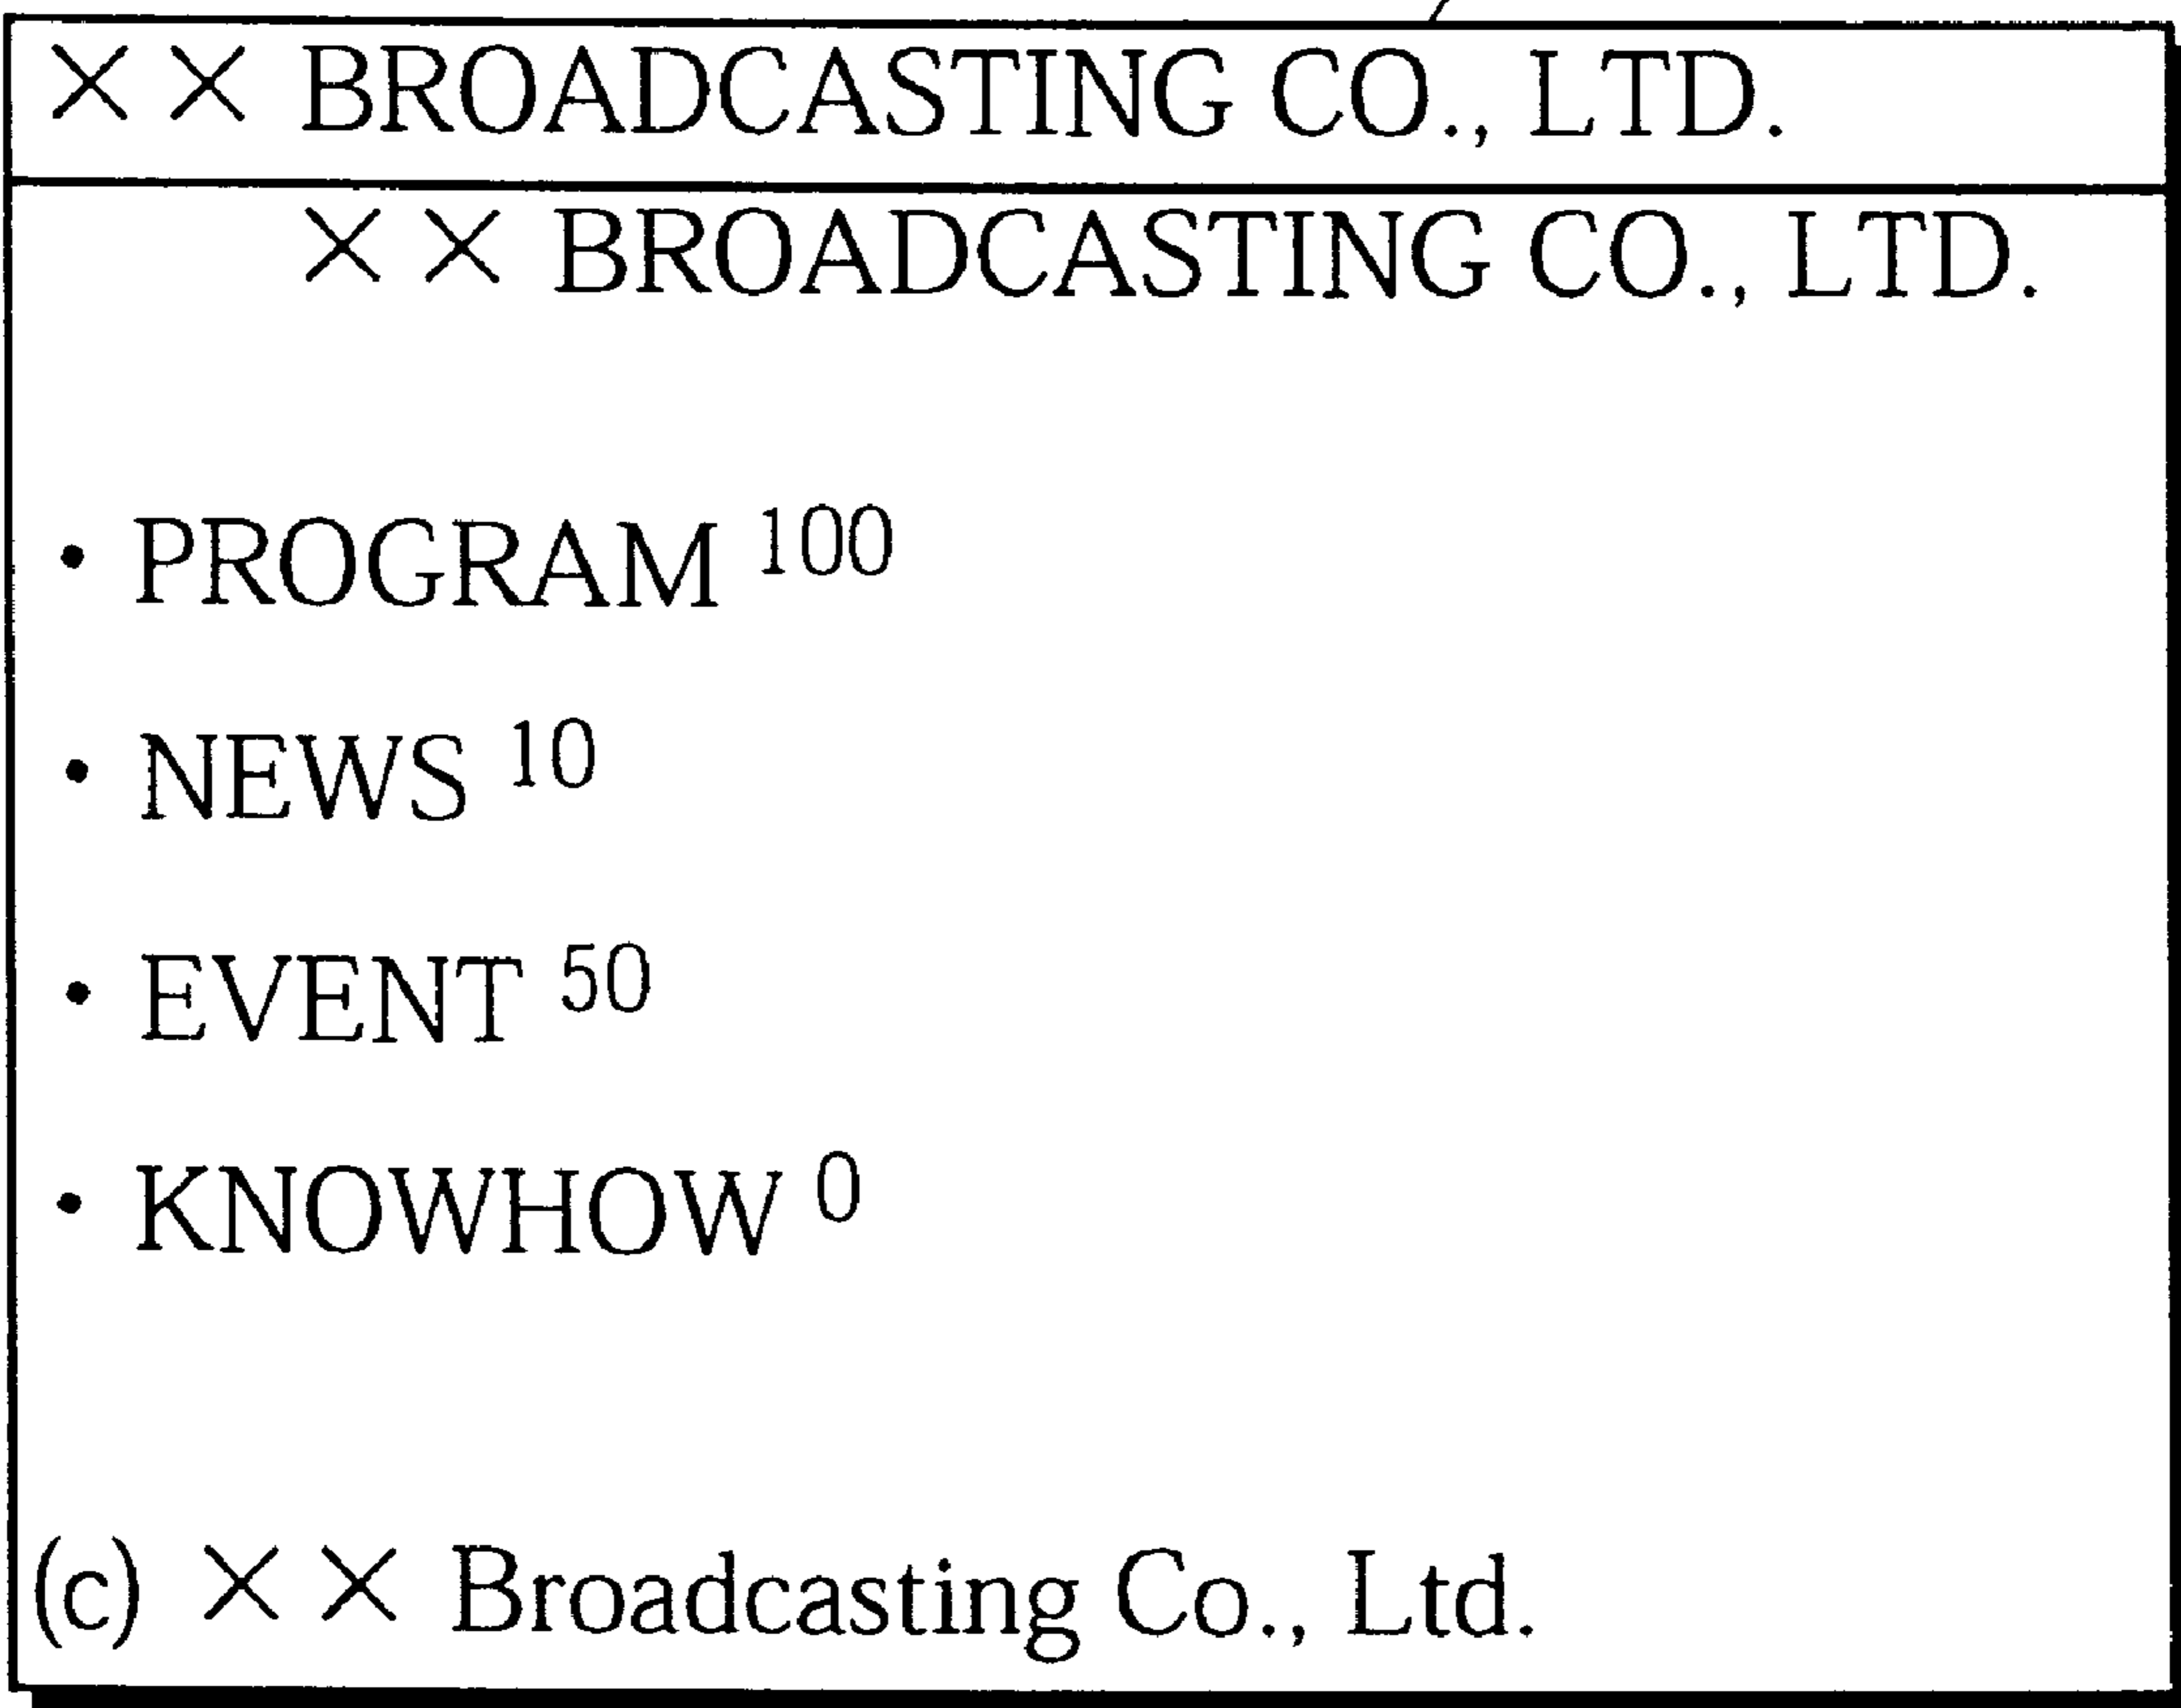 ×× BROADCASTING CO., LTD.
×× BROADCASTING CO., LTD.
• PROGRAM 100
• NEWS 10
• EVENT 50
• KNOWHOW 0
(c) ×× Broadcasting Co., Ltd.